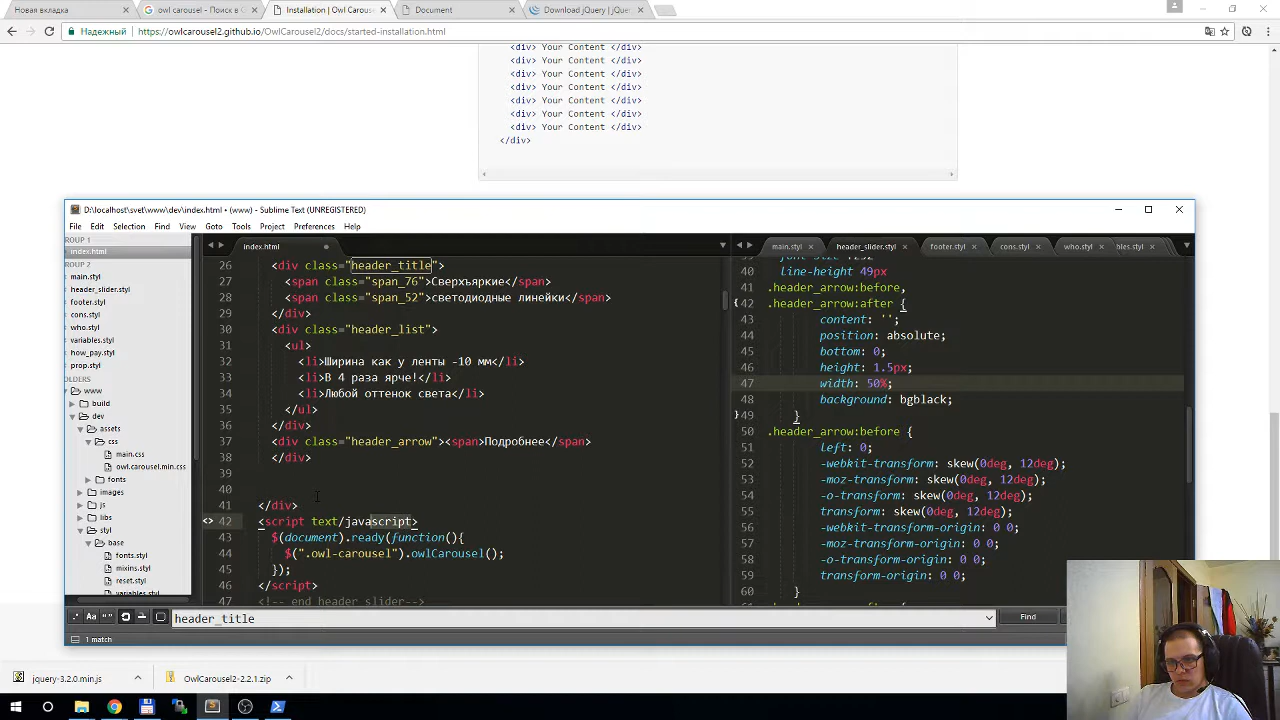 Новая вкладка
owl carousel - Поиск в G
Installation | Owl Carouse
Document
Download jQuery | jQue
Надежный
https://owlcarousel2.github.io/OwlCarousel2/docs/started-installation.html
<div> Your Content </div>
<div> Your Content </div>
<div> Your Content </div>
<div> Your Content </div>
<div> Your Content </div>
<div> Your Content </div>
<div> Your Content </div>
</div>
D:\localhost\svet\www\dev\index.html • (www) - Sublime Text (UNREGISTERED)
File Edit Selection Find View Goto Tools Project Preferences Help
ROUP 1
index.html
ROUP 2
main.styl
header_slider.styl
footer.styl
cons.styl
who.styl
variables.styl
how_pay.styl
prop.styl
OLDERS
www
build
dev
assets
css
main.css
owl.carousel.min.css
fonts
images
js
libs
styl
base
fonts.styl
mixins.styl
reset.styl
variables.styl
index.html
26 <div class="header_title">
27 <span class="span_76">Сверхъяркие</span>
28 <span class="span_52">светодиодные линейки</span>
29 </div>
30 <div class="header_list">
31 <ul>
32 <li>Ширина как у ленты -10 мм</li>
33 <li>В 4 раза ярче!</li>
34 <li>Любой оттенок света</li>
35 </ul>
36 </div>
37 <div class="header_arrow"><span>Подробнее</span>
38 </div>
39
40
41 </div>
42 <script text/javascript>
43 $(document).ready(function(){
44 $(".owl-carousel").owlCarousel();
45 });
46 </script>
47 <!-- end header slider-->
main.styl header_slider.styl footer.styl cons.styl who.styl bles.styl
40 line-height 49px
41 .header_arrow:before,
42 .header_arrow:after {
43 content: '';
44 position: absolute;
45 bottom: 0;
46 height: 1.5px;
47 width: 50%;
48 background: bgblack;
49 }
50 .header_arrow:before {
51 left: 0;
52 -webkit-transform: skew(0deg, 12deg);
53 -moz-transform: skew(0deg, 12deg);
54 -o-transform: skew(0deg, 12deg);
55 transform: skew(0deg, 12deg);
56 -webkit-transform-origin: 0 0;
57 -moz-transform-origin: 0 0;
58 -o-transform-origin: 0 0;
59 transform-origin: 0 0;
60 }
header_title
Find
1 match
jquery-3.2.0.min.js
OwlCarousel2-2.2.1.zip